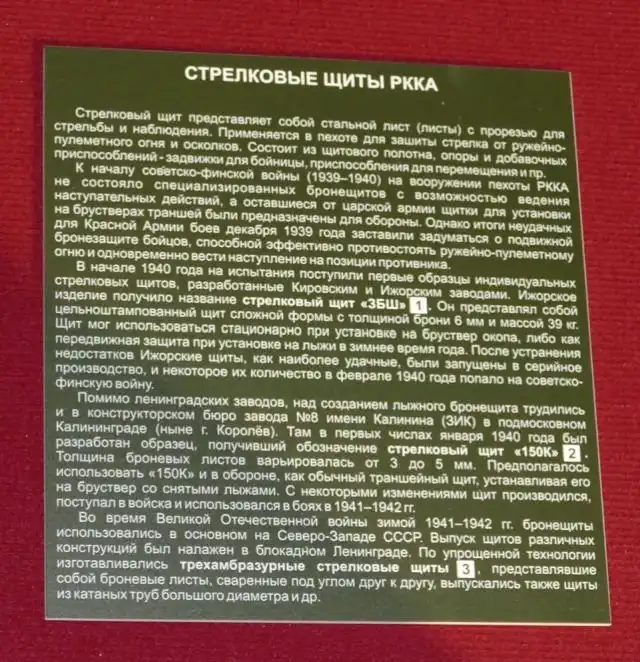 СТРЕЛКОВЫЕ ЩИТЫ РККА
Стрелковый щит представляет собой стальной лист (листы) с прорезью для
стрельбы и наблюдения. Применяется в пехоте для зашиты стрелка от ружейно-
пулеметного огня и осколков. Состоит из щитового полотна, опоры и добавочных
приспособлений - задвижки для бойницы, приспособления для перемещения и пр.
К началу советско-финской войны (1939–1940) на вооружении пехоты РККА
не состояло специализированных бронещитов с возможностью ведения
наступательных действий, а оставшиеся от царской армии щитки для установки
на брустверах траншей были предназначены для обороны. Однако итоги неудачных
для Красной Армии боев декабря 1939 года заставили задуматься о подвижной
бронезащите бойцов, способной эффективно противостоять ружейно-пулеметному
огню и одновременно вести наступление на позиции противника.
В начале 1940 года на испытания поступили первые образцы индивидуальных
стрелковых щитов, разработанные Кировским и Ижорским заводами. Ижорское
изделие получило название стрелковый щит «ЗБШ» 1. Он представлял собой
цельноштампованный щит сложной формы с толщиной брони 6 мм и массой 39 кг.
Щит мог использоваться стационарно при установке на бруствер окопа, либо как
передвижная защита при установке на лыжи в зимнее время года. После устранения
недостатков Ижорские щиты, как наиболее удачные, были запущены в серийное
производство, и некоторое их количество в феврале 1940 года попало на советско-
финскую войну.
Помимо ленинградских заводов, над созданием лыжного бронещита трудились
и в конструкторском бюро завода №8 имени Калинина (ЗИК) в подмосковном
Калининграде (ныне г. Королёв). Там в первых числах января 1940 года был
разработан образец, получивший обозначение стрелковый щит «150К» 2.
Толщина броневых листов варьировалась от 3 до 5 мм. Предполагалось
использовать «150К» и в обороне, как обычный траншейный щит, устанавливая его
на бруствер со снятыми лыжами. С некоторыми изменениями щит производился,
поступал в войска и использовался в боях в 1941–1942 гг.
Во время Великой Отечественной войны зимой 1941–1942 гг. бронещиты
использовались в основном на Северо-Западе СССР. Выпуск щитов различных
конструкций был налажен в блокадном Ленинграде. По упрощенной технологии
изготавливались трехамбразурные стрелковые щиты 3, представлявшие
собой броневые листы, сваренные под углом друг к другу, выпускались также щиты
из катаных труб большого диаметра и др.